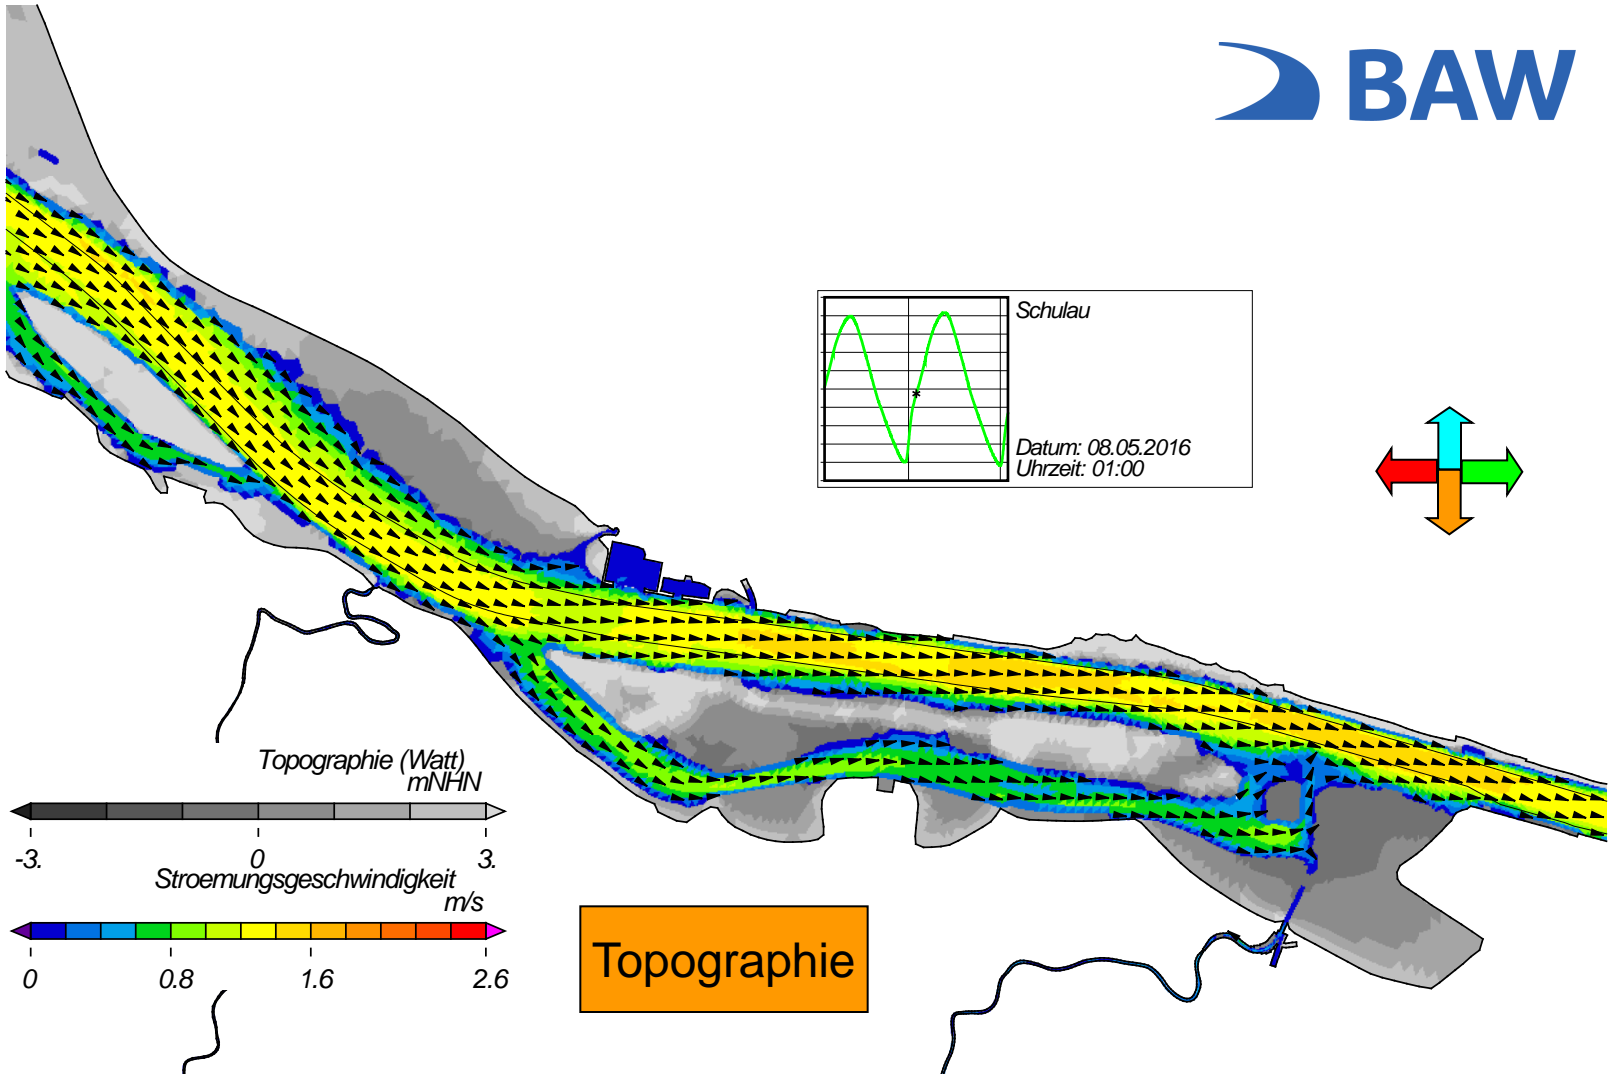 BAW
Schulau
Datum: 08.05.2016
Uhrzeit: 01:00
Topographie (Watt)
mNHN
-3. 0 3.
Stroemungsgeschwindigkeit
m/s
0 0.8 1.6 2.6
Topographie